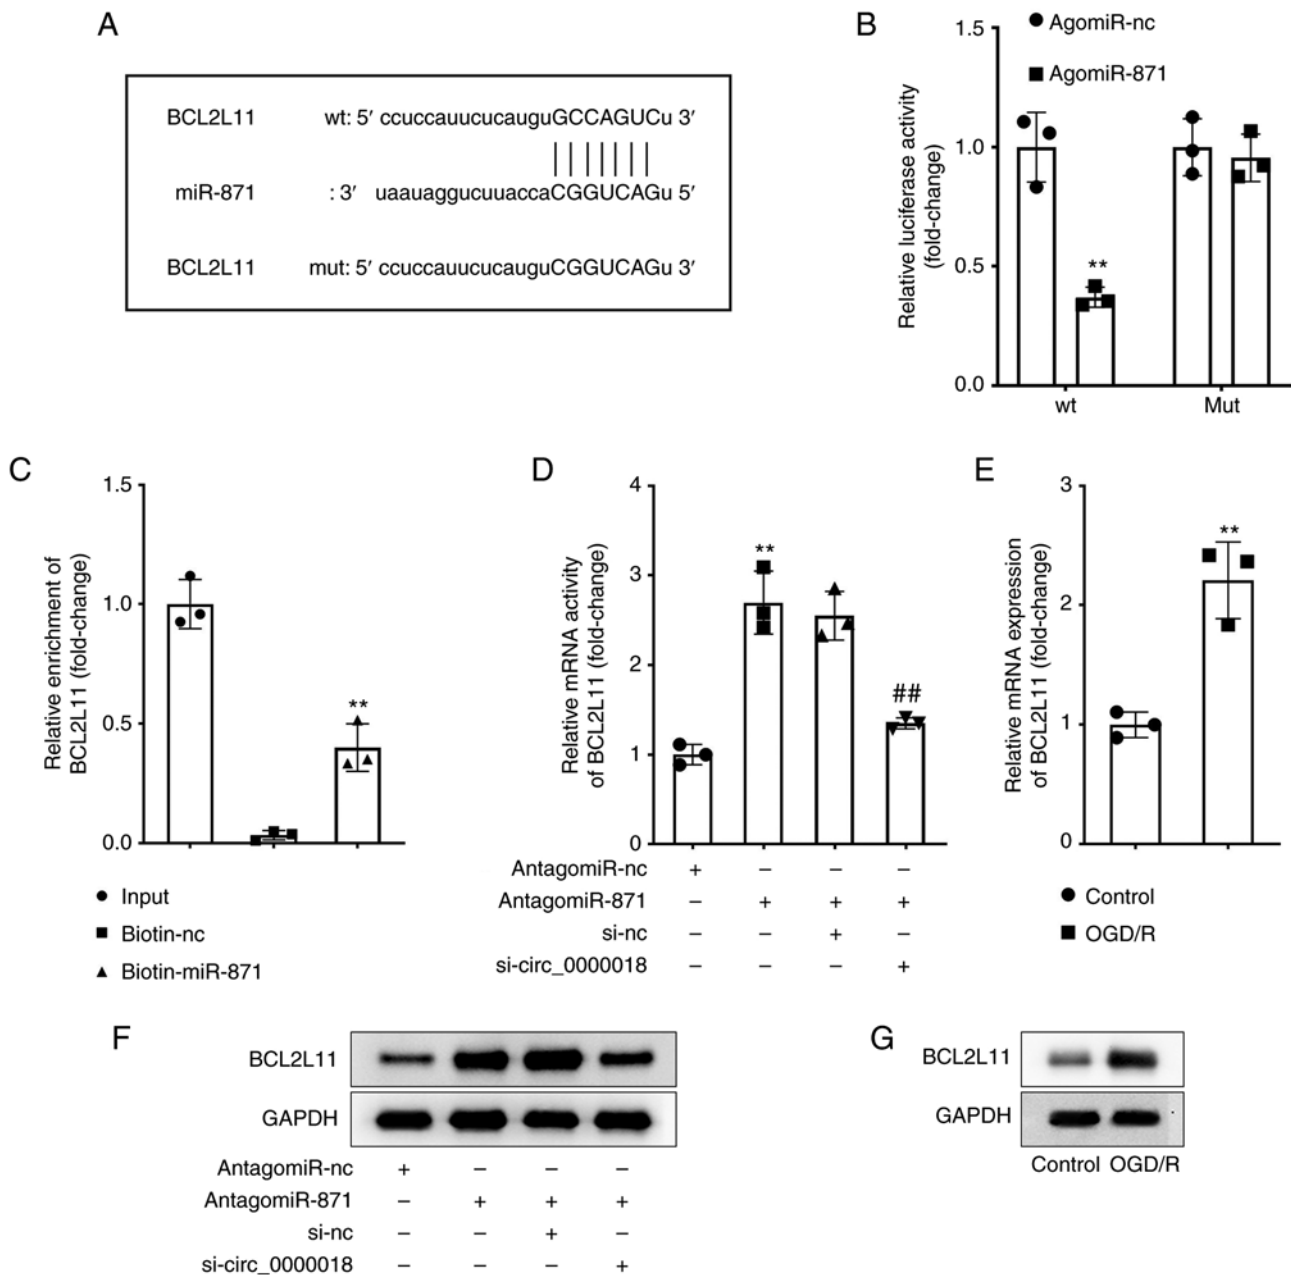 A
BCL2L11 wt: 5′ ccuccauucucauguGCCAGUCu 3′
miR-871 : 3′ uaauaggucuuaccaCGGUCAGu 5′
BCL2L11 mut: 5′ ccuccauucucauguCGGUCAGu 3′
B
AgomiR-nc
AgomiR-871
Relative luciferase activity
(fold-change)
1.5
1.0
0.5
0.0
**
wt Mut
C
Relative enrichment of
BCL2L11 (fold-change)
1.5
1.0
0.5
0.0
**
Input
Biotin-nc
Biotin-miR-871
D
Relative mRNA activity
of BCL2L11 (fold-change)
4
3
2
1
0
**
##
AntagomiR-nc + − − −
AntagomiR-871 − + + +
si-nc − − + −
si-circ_0000018 − − − +
E
Relative mRNA expression
of BCL2L11 (fold-change)
3
2
1
0
**
Control
OGD/R
F
BCL2L11
GAPDH
AntagomiR-nc + − − −
AntagomiR-871 − + + +
si-nc − − + −
si-circ_0000018 − − − +
G
BCL2L11
GAPDH
Control OGD/R